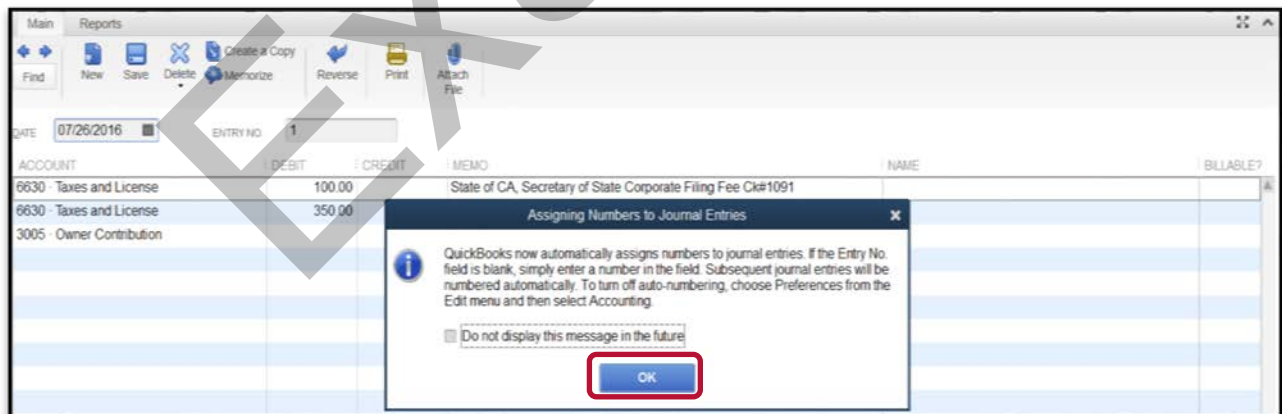 Main Reports
Find New Save Delete Create a Copy Memorize Reverse Print Attach File
DATE 07/26/2016 ENTRY NO. 1
ACCOUNT DEBIT CREDIT MEMO NAME BILLABLE?
6630 · Taxes and License 100.00 State of CA, Secretary of State Corporate Filing Fee Ck#1091
6630 · Taxes and License 350.00
3005 · Owner Contribution
Assigning Numbers to Journal Entries
QuickBooks now automatically assigns numbers to journal entries. If the Entry No.
field is blank, simply enter a number in the field. Subsequent journal entries will be
numbered automatically. To turn off auto-numbering, choose Preferences from the
Edit menu and then select Accounting.
Do not display this message in the future
OK